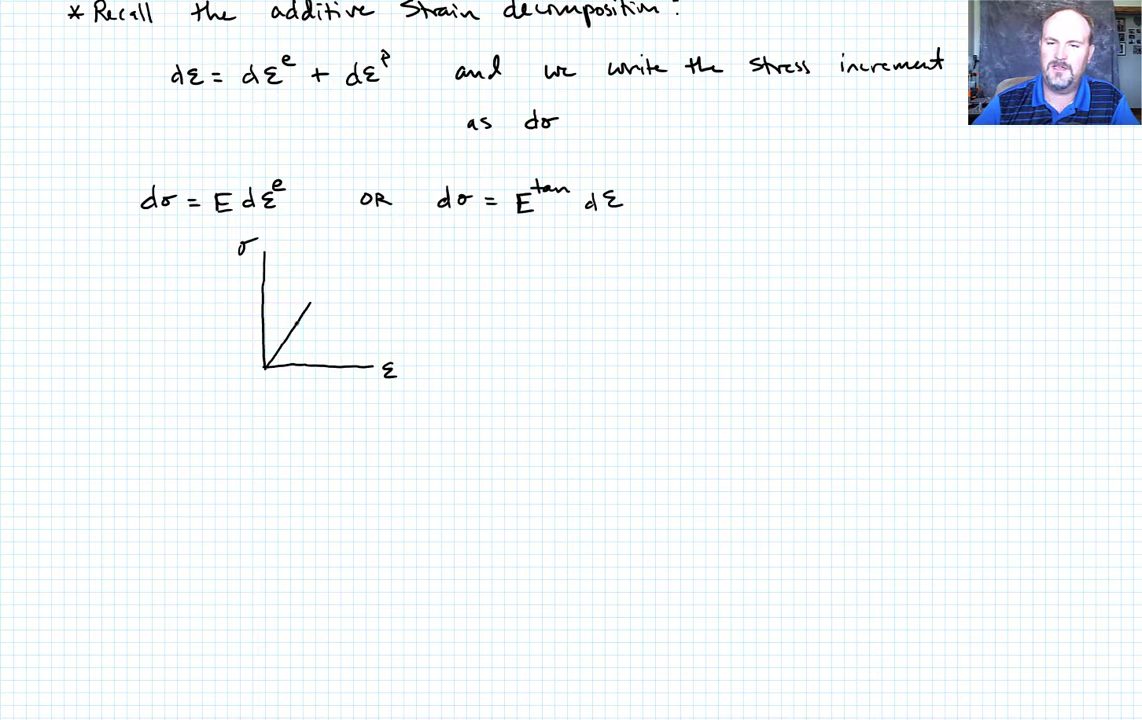 * Recall the additive strain decomposition:
dε = dε^e + dε^p and we write the stress increment
as dσ
dσ = E dε^e OR dσ = E^tan dε
σ
ε